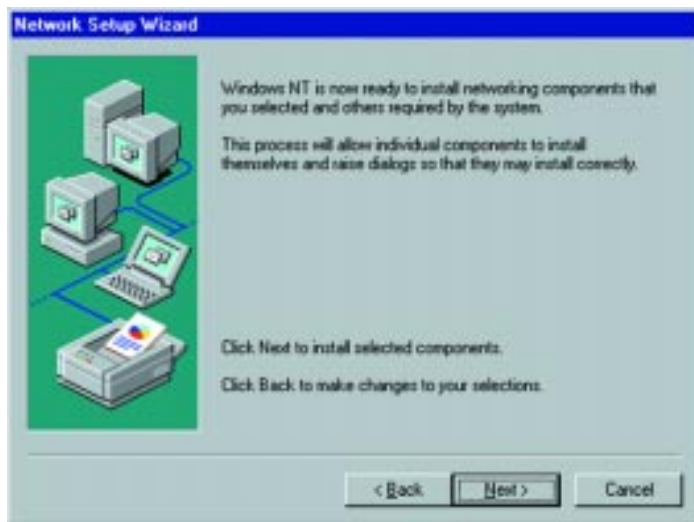 Network Setup Wizard
Windows NT is now ready to install networking components that
you selected and others required by the system.
This process will allow individual components to install
themselves and raise dialogs so that they may install correctly.
Click Next to install selected components.
Click Back to make changes to your selections.
< Back
Next >
Cancel